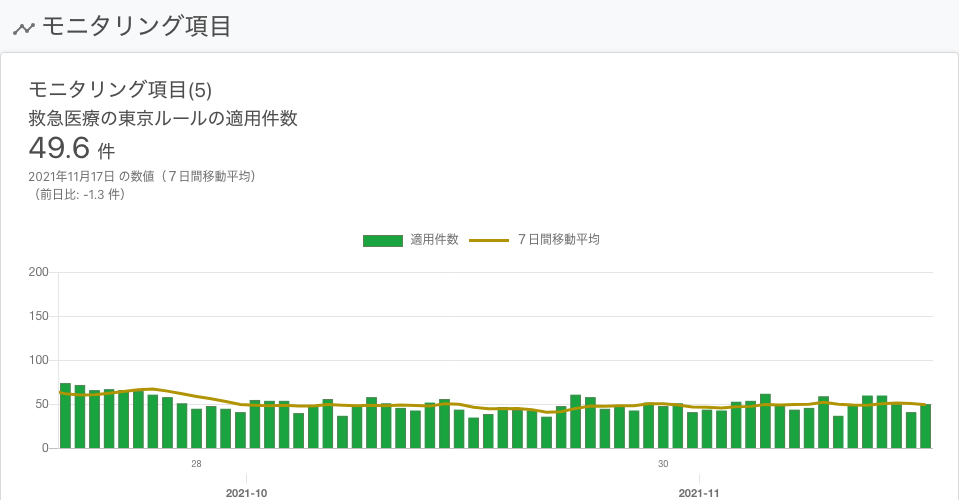 モニタリング項目
モニタリング項目(5)
救急医療の東京ルールの適用件数
49.6 件
2021年11月17日 の数値（７日間移動平均）
（前日比: -1.3 件）
適用件数 ７日間移動平均
200
150
100
50
0
28 30
2021-10 2021-11